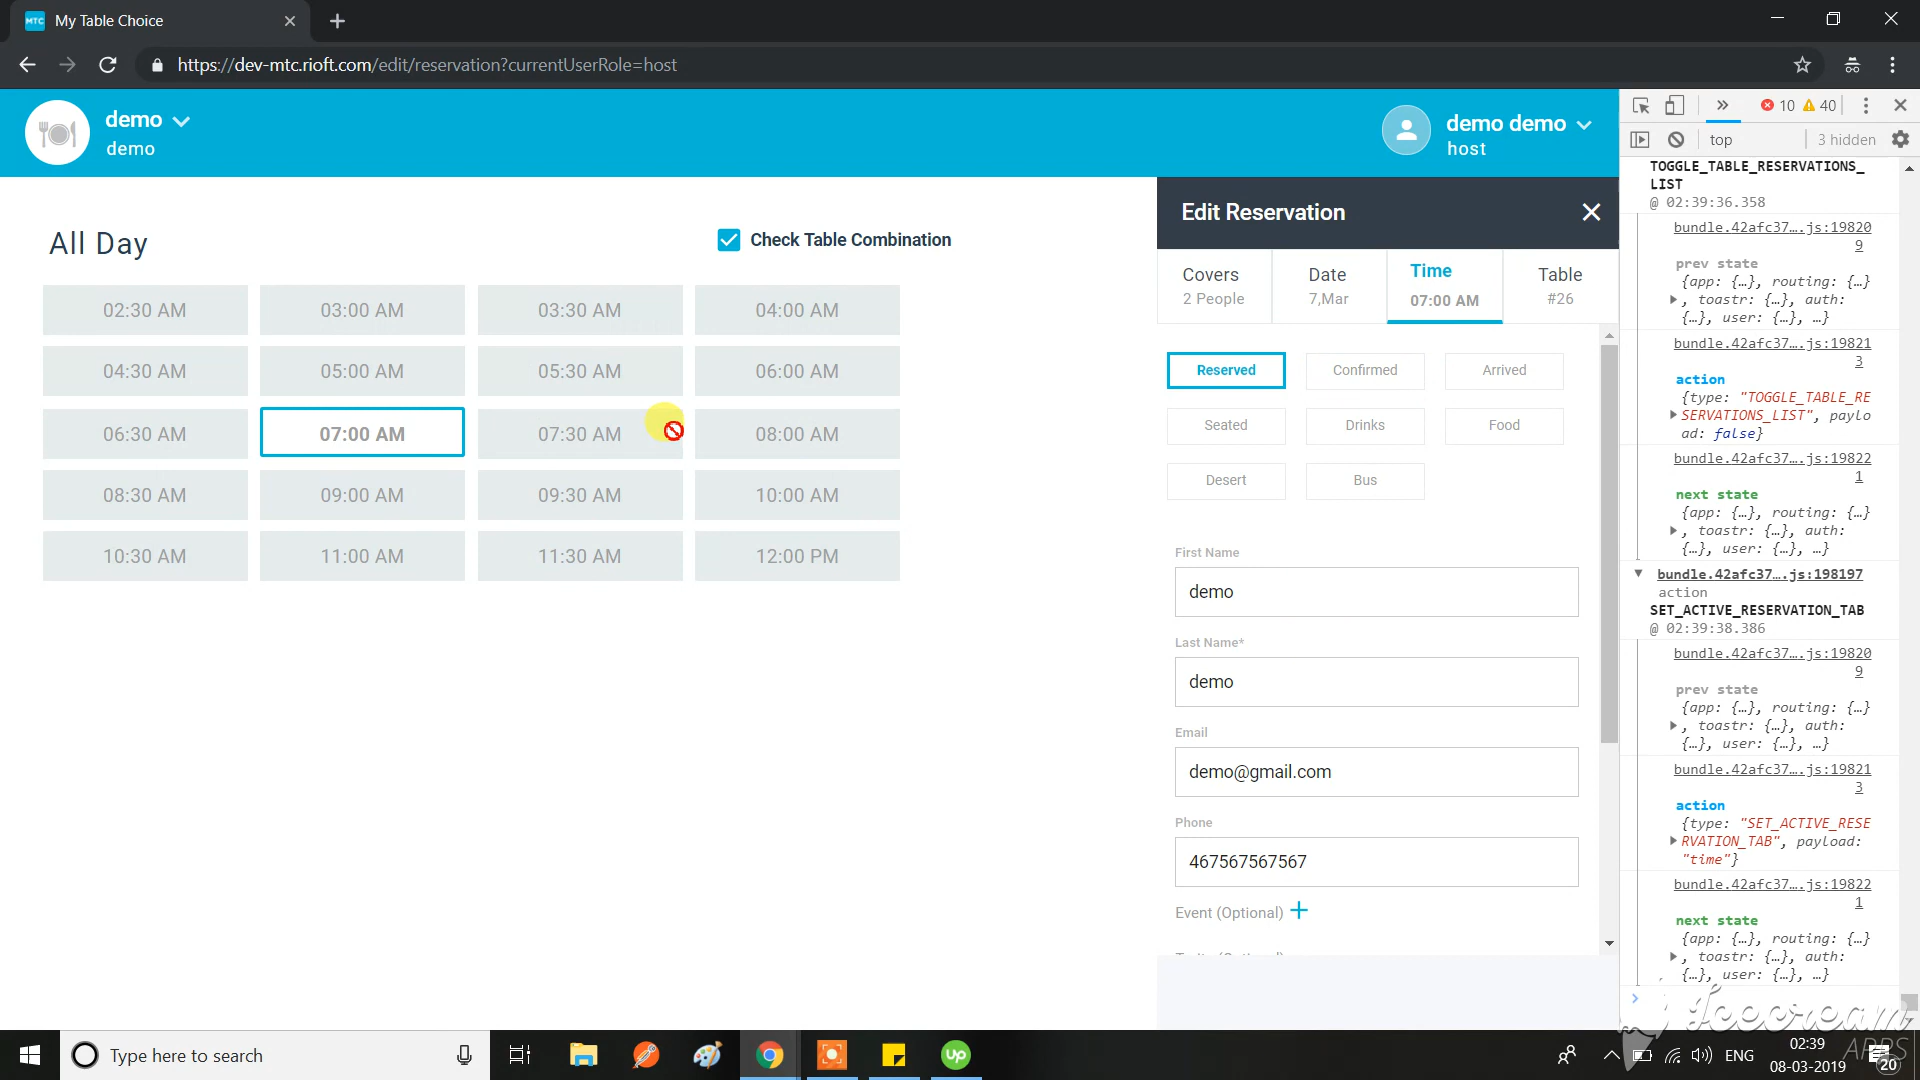 MTC My Table Choice
https://dev-mtc.rioft.com/edit/reservation?currentUserRole=host
demo
demo
demo demo
host
10 40
top 3 hidden
All Day
Check Table Combination
02:30 AM 03:00 AM 03:30 AM 04:00 AM
04:30 AM 05:00 AM 05:30 AM 06:00 AM
06:30 AM 07:00 AM 07:30 AM 08:00 AM
08:30 AM 09:00 AM 09:30 AM 10:00 AM
10:30 AM 11:00 AM 11:30 AM 12:00 PM
Edit Reservation
Covers Date Time Table
2 People 7,Mar 07:00 AM #26
Reserved Confirmed Arrived
Seated Drinks Food
Desert Bus
First Name
demo
Last Name*
demo
Email
demo@gmail.com
Phone
467567567567
Event (Optional)
TOGGLE_TABLE_RESERVATIONS_
LIST
@ 02:39:36.358
bundle.42afc37….js:19820
9
prev state
{app: {…}, routing: {…}
, toastr: {…}, auth:
{…}, user: {…}, …}
bundle.42afc37….js:19821
3
action
{type: "TOGGLE_TABLE_RE
SERVATIONS_LIST", paylo
ad: false}
bundle.42afc37….js:19822
1
next state
{app: {…}, routing: {…}
, toastr: {…}, auth:
{…}, user: {…}, …}
bundle.42afc37….js:198197
action
SET_ACTIVE_RESERVATION_TAB
@ 02:39:38.386
bundle.42afc37….js:19820
9
prev state
{app: {…}, routing: {…}
, toastr: {…}, auth:
{…}, user: {…}, …}
bundle.42afc37….js:19821
3
action
{type: "SET_ACTIVE_RESE
RVATION_TAB", payload:
"time"}
bundle.42afc37….js:19822
1
next state
{app: {…}, routing: {…}
, toastr: {…}, auth:
{…}, user: {…}, …}
Icecream
APPS
Type here to search
up
ENG
02:39
08-03-2019
20